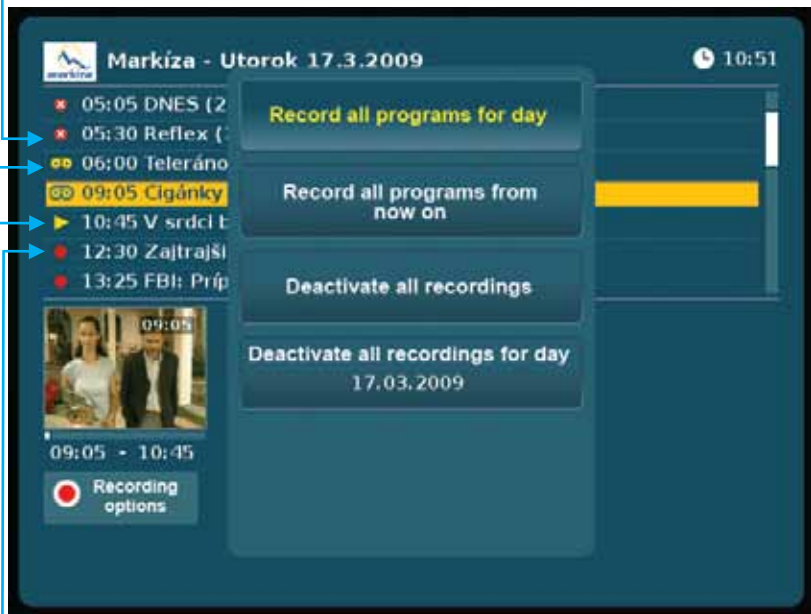 markíza
Markíza - Utorok 17.3.2009
10:51
05:05 DNES (2
05:30 Reflex (
06:00 Teleráno
09:05 Cigánky
10:45 V srdci
12:30 Zajtrajši
13:25 FBI: Príp
Record all programs for day
Record all programs from
now on
Deactivate all recordings
Deactivate all recordings for day
17.03.2009
09:05
09:05 - 10:45
Recording
options